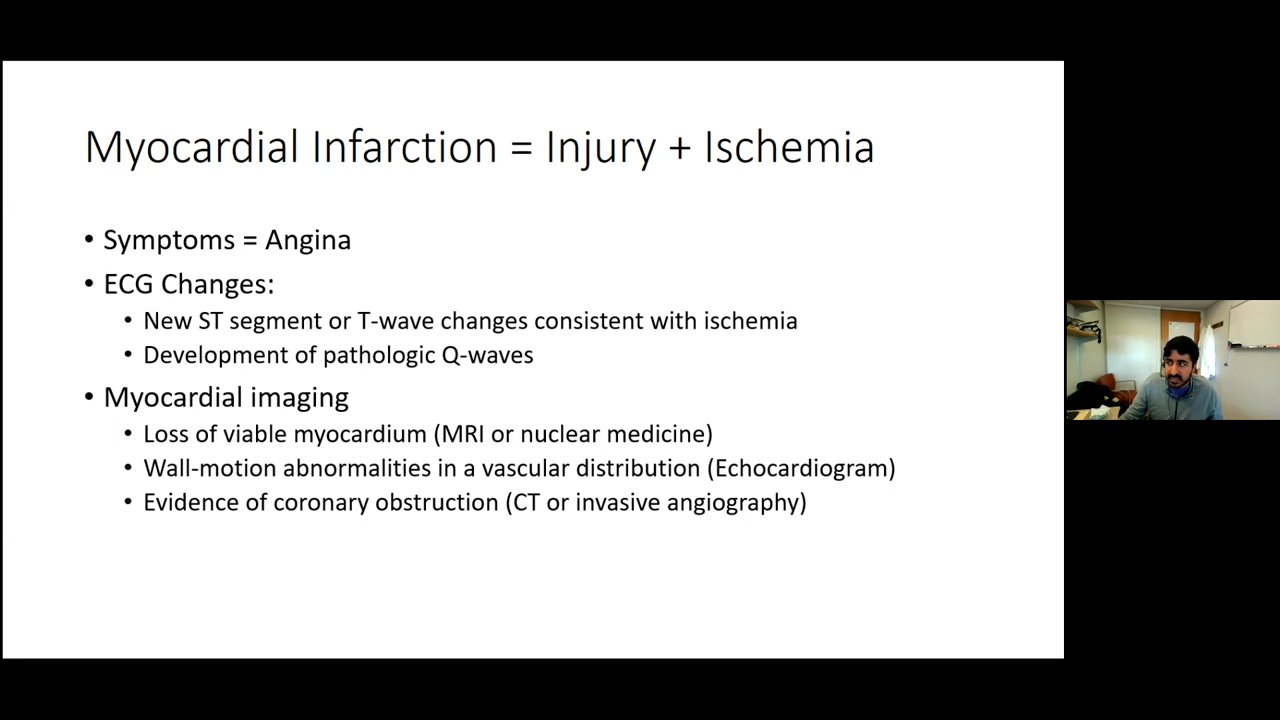 Myocardial Infarction = Injury + Ischemia
• Symptoms = Angina
• ECG Changes:
• New ST segment or T-wave changes consistent with ischemia
• Development of pathologic Q-waves
• Myocardial imaging
• Loss of viable myocardium (MRI or nuclear medicine)
• Wall-motion abnormalities in a vascular distribution (Echocardiogram)
• Evidence of coronary obstruction (CT or invasive angiography)